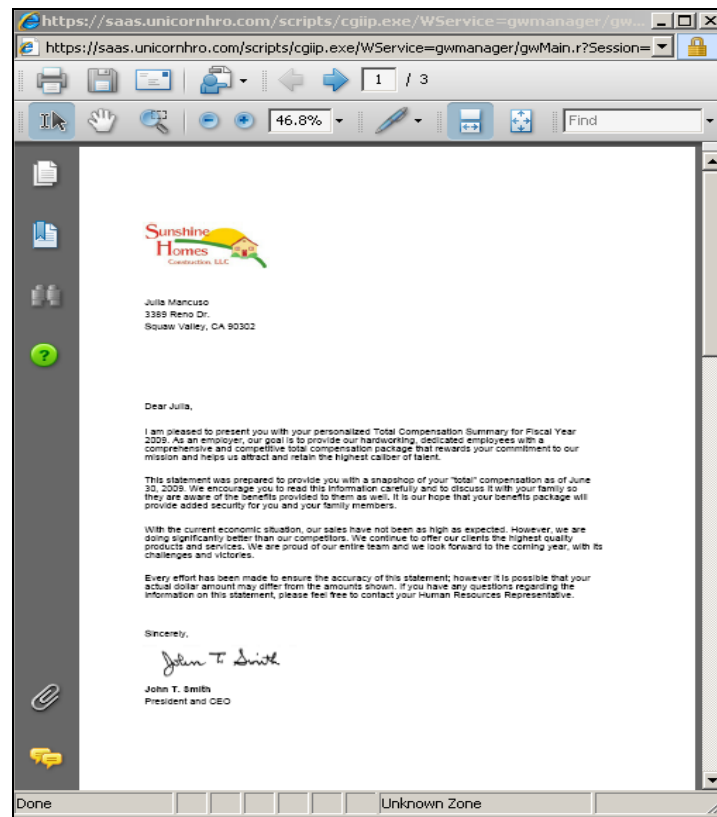 https://saas.unicornhro.com/scripts/cgiip.exe/WService=gwmanager/gw...
https://saas.unicornhro.com/scripts/cgiip.exe/WService=gwmanager/gwMain.r?Session=
1 / 3
46.8%
Find
Sunshine
Homes
Construction, LLC
Julia Mancuso
3389 Reno Dr.
Squaw Valley, CA 90302
Dear Julia,
I am pleased to present you with your personalized Total Compensation Summary for Fiscal Year
2009. As an employer, our goal is to provide our hardworking, dedicated employees with a
comprehensive and competitive total compensation package that rewards your commitment to our
mission and helps us attract and retain the highest caliber of talent.
This statement was prepared to provide you with a snapshop of your "total" compensation as of June
30, 2009. We encourage you to read this information carefully and to discuss it with your family so
they are aware of the benefits provided to them as well. It is our hope that your benefits package will
provide added security for you and your family members.
With the current economic situation, our sales have not been as high as expected. However, we are
doing significantly better than our competitors. We continue to offer our clients the highest quality
products and services. We are proud of our entire team and we look forward to the coming year, with its
challenges and victories.
Every effort has been made to ensure the accuracy of this statement; however it is possible that your
actual dollar amount may differ from the amounts shown. If you have any questions regarding the
information on this statement, please feel free to contact your Human Resources Representative.
Sincerely,
John T. Smith
John T. Smith
President and CEO
Done
Unknown Zone